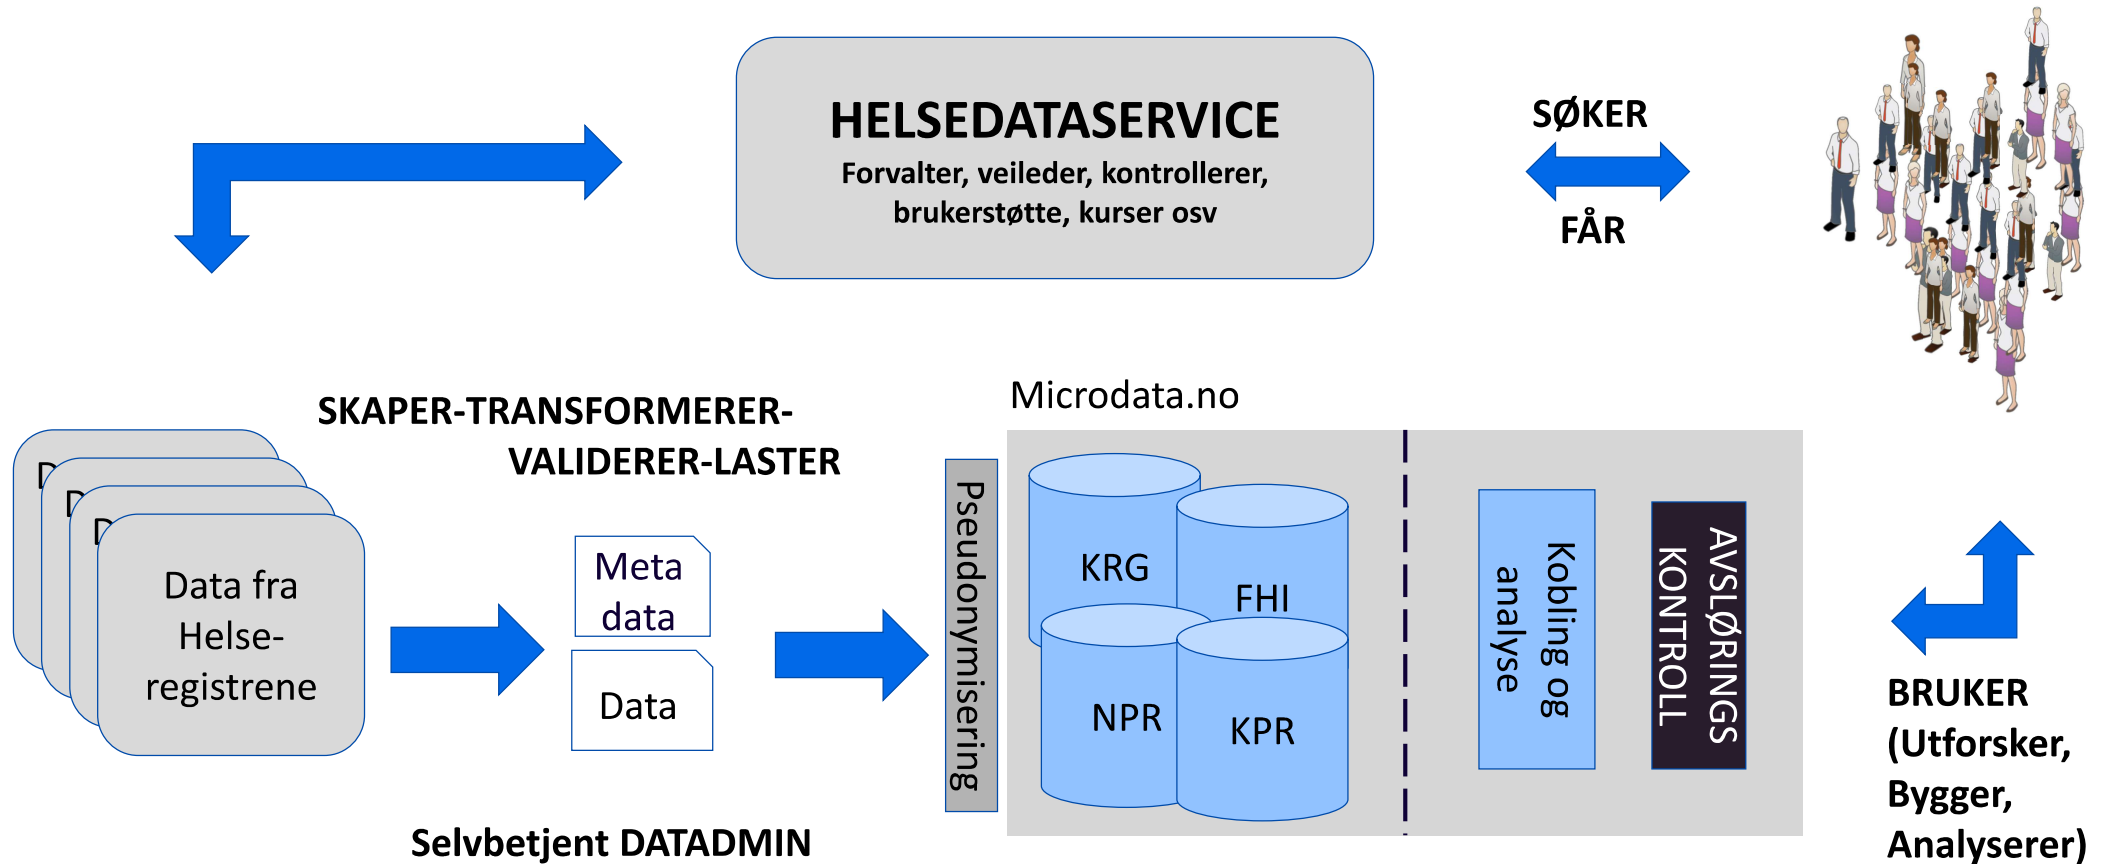 HELSEDATASERVICE
Forvalter, veileder, kontrollerer,
brukerstøtte, kurser osv
SØKER
FÅR
SKAPER-TRANSFORMERER-
VALIDERER-LASTER
Microdata.no
D
D
D
Data fra
Helse-
registrene
Meta
data
Data
Pseudonymisering
KRG
FHI
NPR
KPR
Kobling og
analyse
AVSLØRINGS
KONTROLL
BRUKER
(Utforsker,
Bygger,
Analyserer)
Selvbetjent DATADMIN